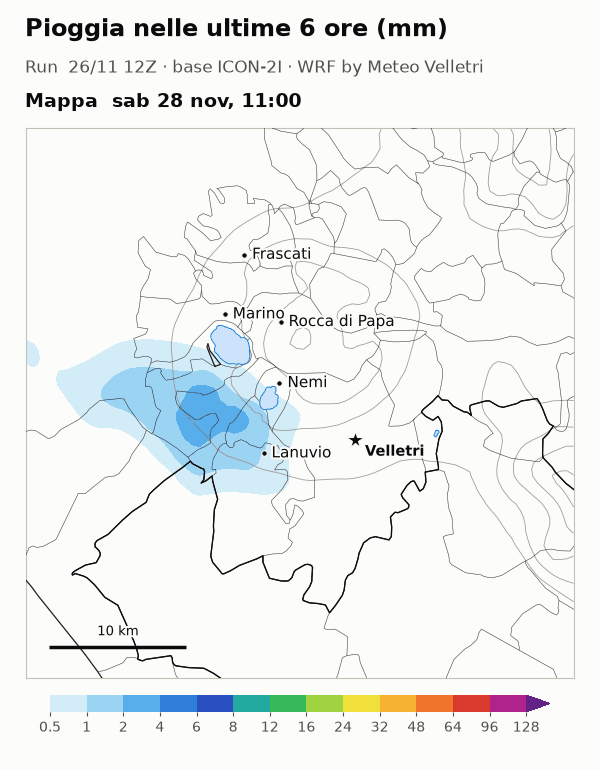 Pioggia nelle ultime 6 ore (mm)
Run  26/11 12Z · base ICON-2I · WRF by Meteo Velletri
Mappa  sab 28 nov, 11:00
Frascati
Marino
Rocca di Papa
Nemi
Velletri
Lanuvio
10 km
0.5 1 2 4 6 8 12 16 24 32 48 64 96 128